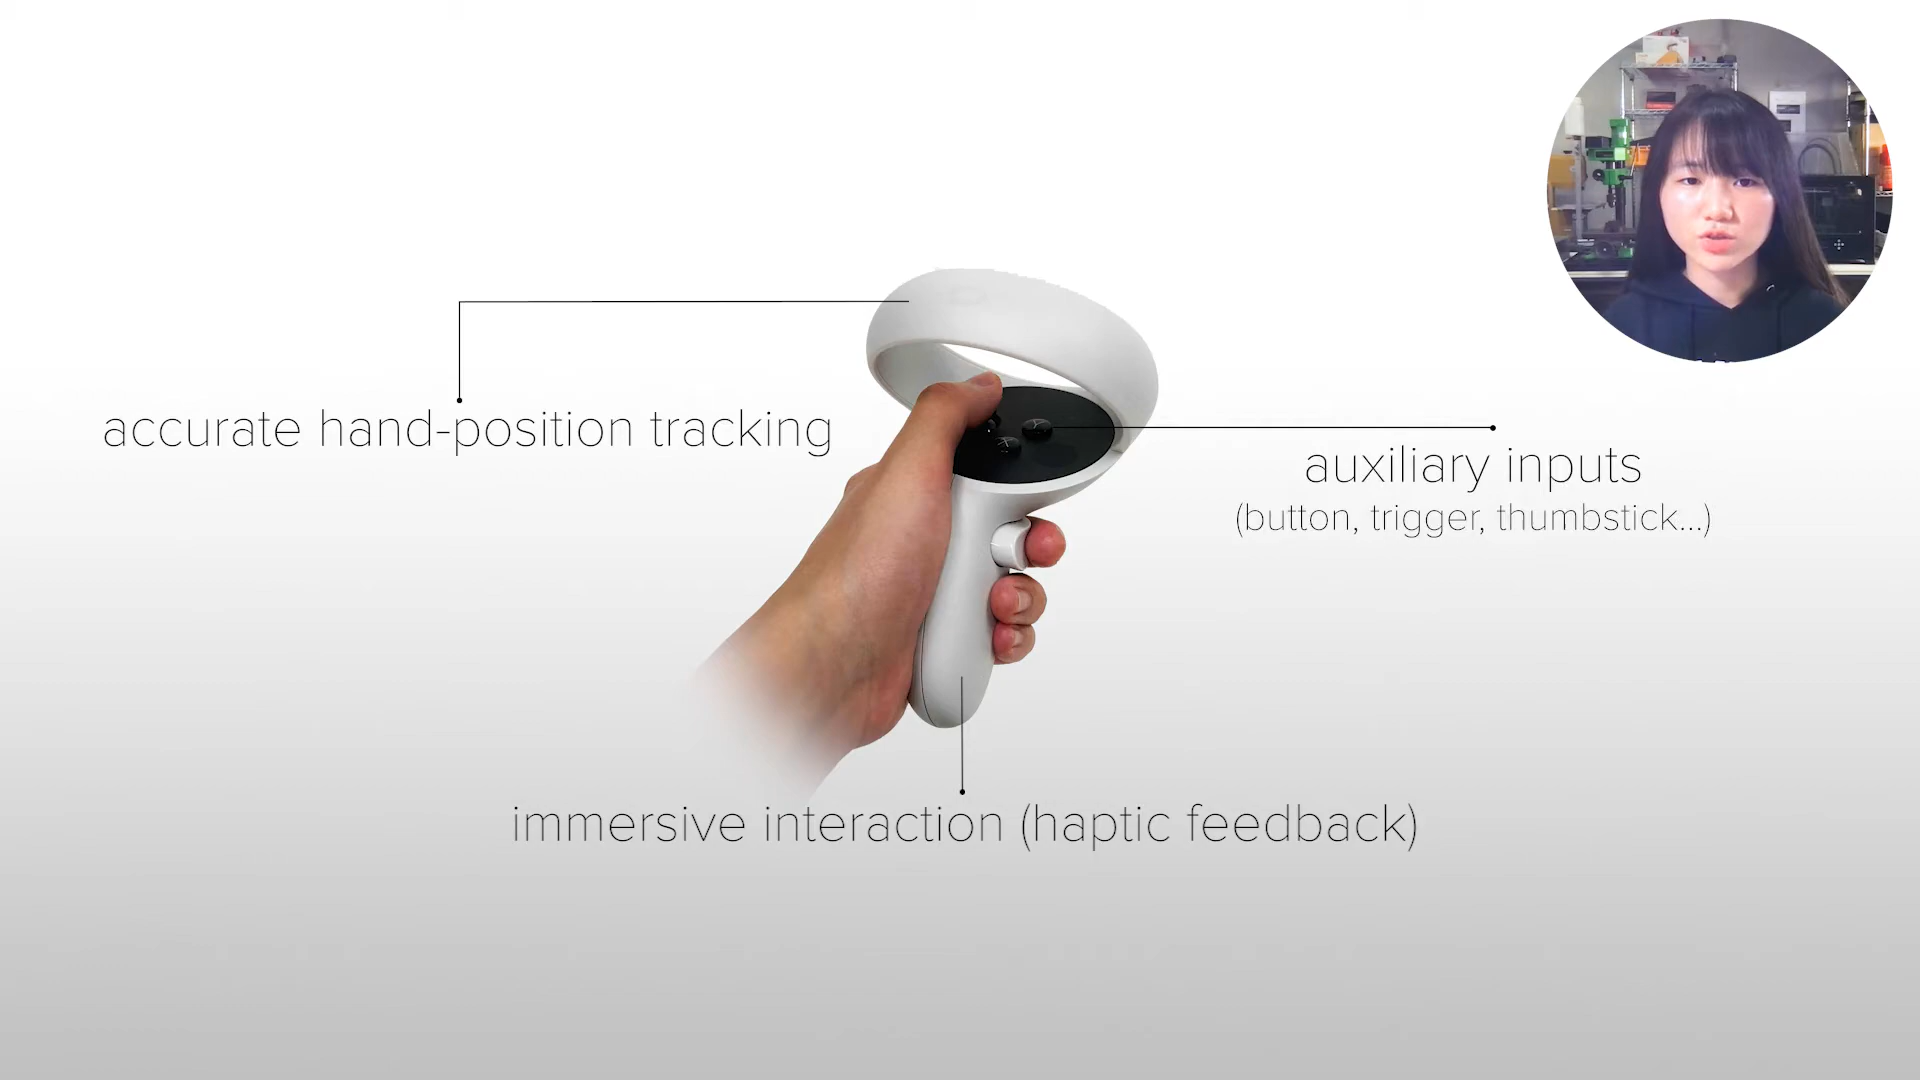 accurate hand-position tracking
auxiliary inputs
(button, trigger, thumbstick...)
immersive interaction (haptic feedback)